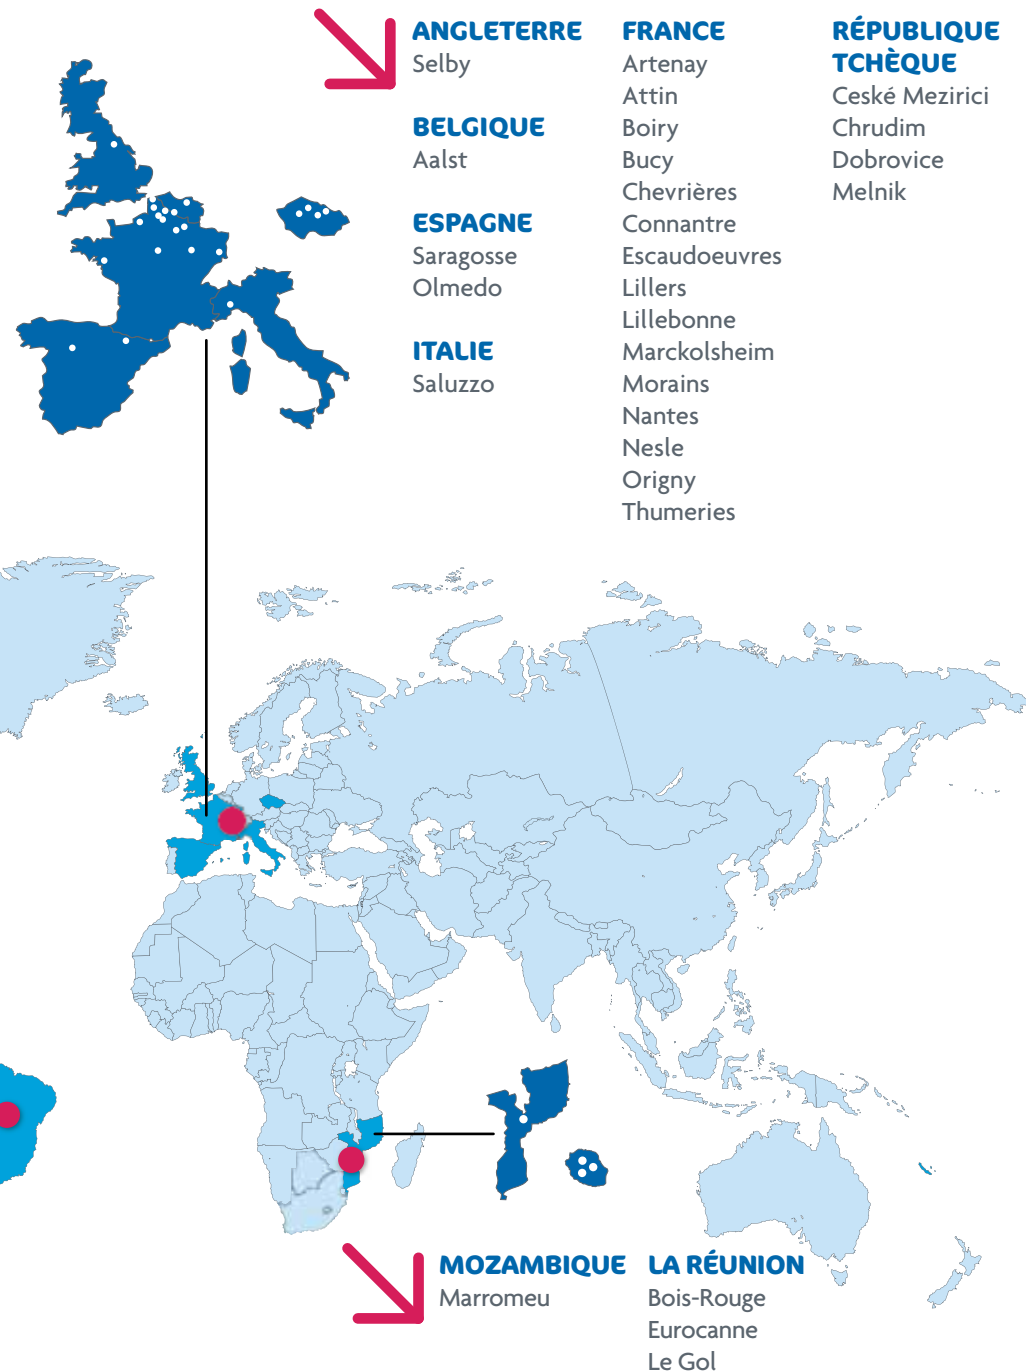 ANGLETERRE
Selby
BELGIQUE
Aalst
ESPAGNE
Saragosse
Olmedo
ITALIE
Saluzzo
FRANCE
Artenay
Attin
Boiry
Bucy
Chevrières
Connantre
Escaudoeuvres
Lillers
Lillebonne
Marckolsheim
Morains
Nantes
Nesle
Origny
Thumeries
RÉPUBLIQUE
TCHÈQUE
Ceské Mezirici
Chrudim
Dobrovice
Melnik
MOZAMBIQUE
Marromeu
LA RÉUNION
Bois-Rouge
Eurocanne
Le Gol